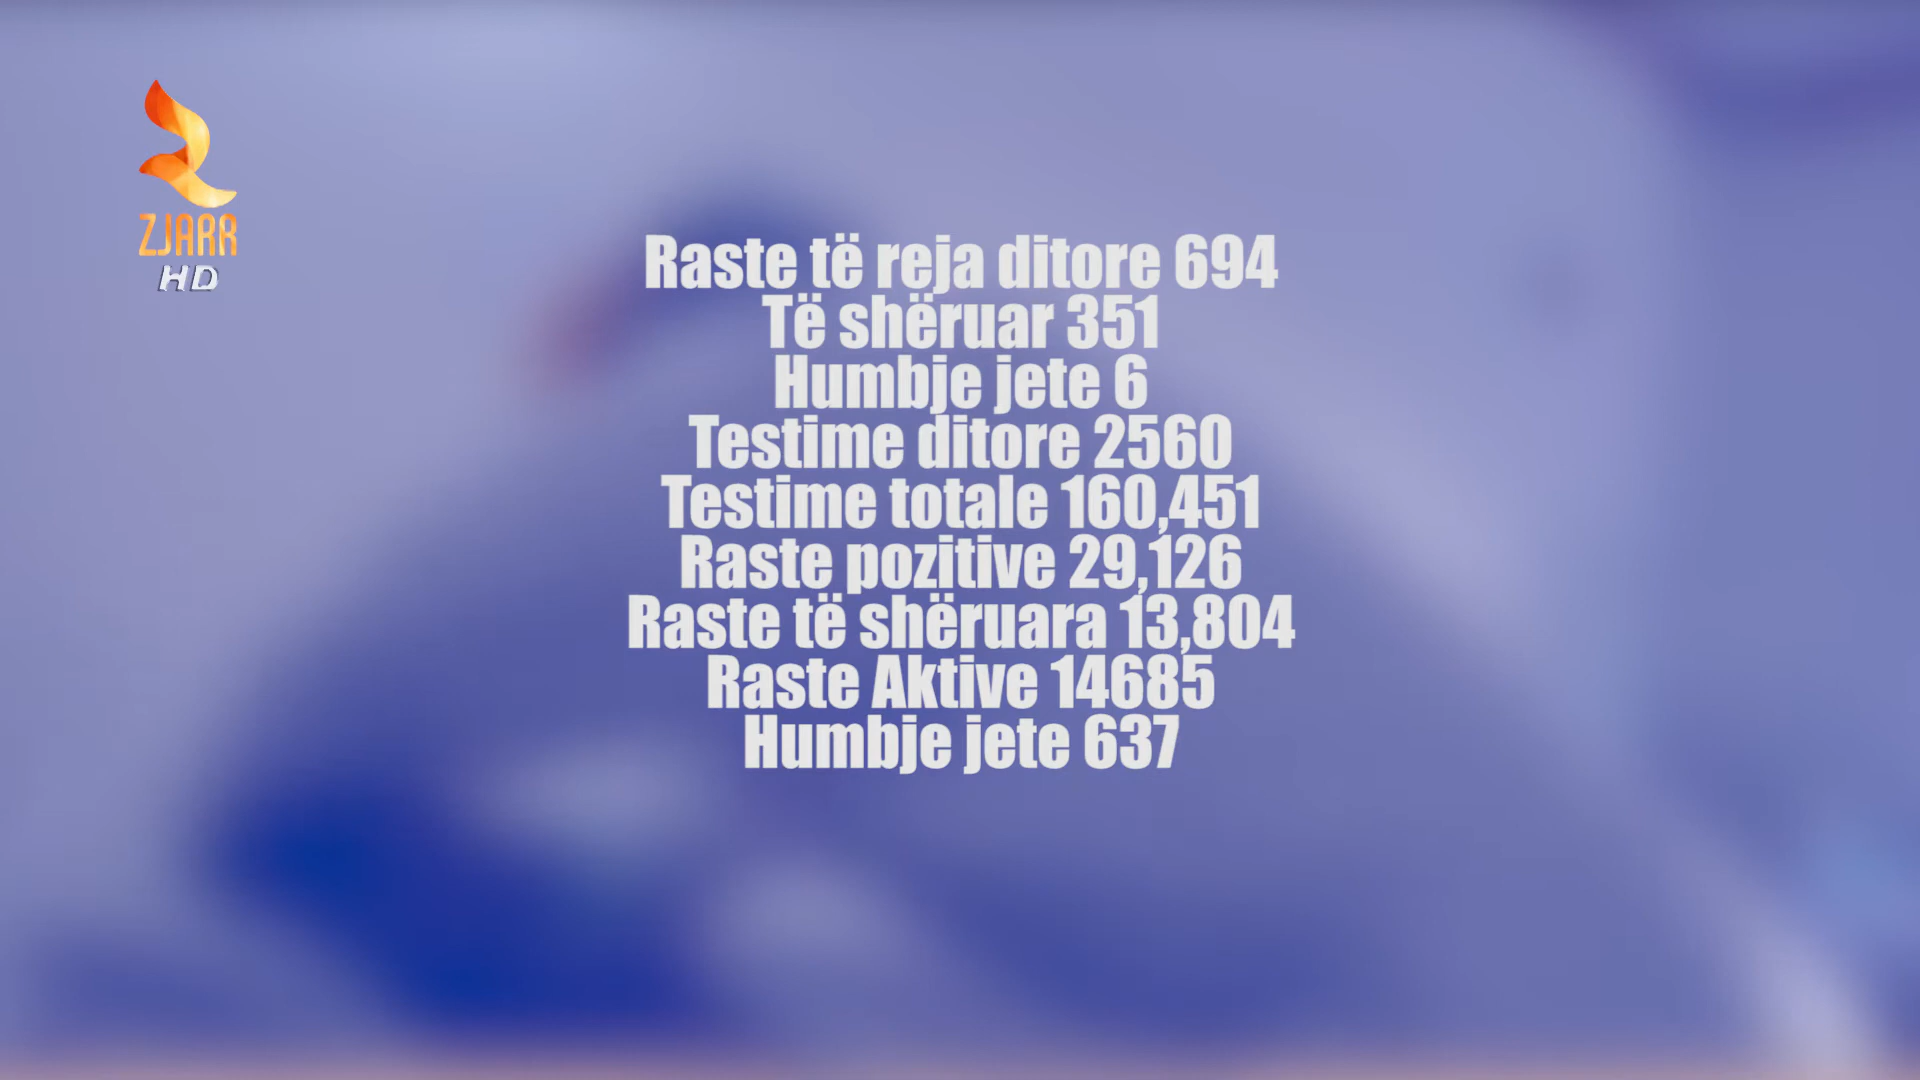 ZJARR
HD
Raste të reja ditore 694
Të shëruar 351
Humbje jete 6
Testime ditore 2560
Testime totale 160,451
Raste pozitive 29,126
Raste të shëruara 13,804
Raste Aktive 14685
Humbje jete 637